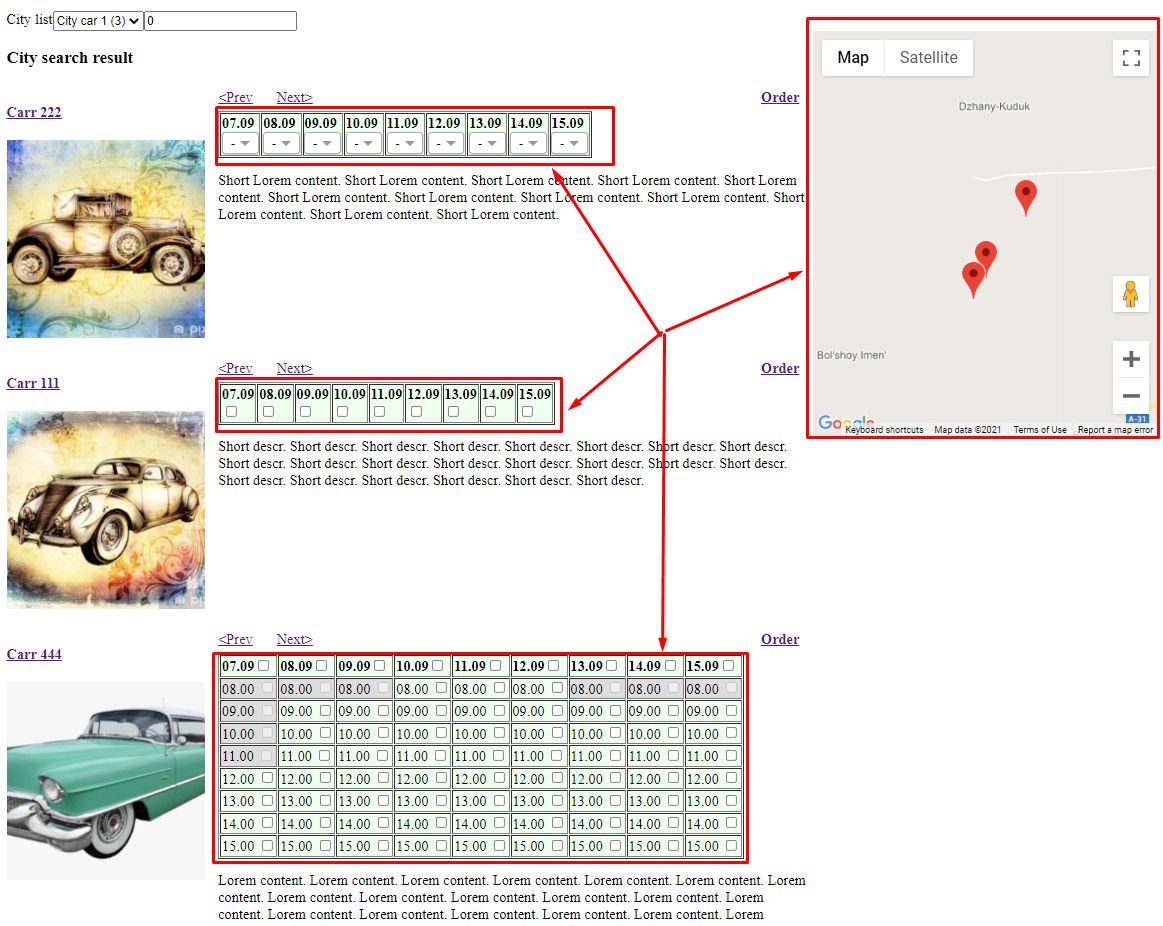 City list City car 1 (3) 0
City search result
Carr 222
<Prev Next> Order
07.09 08.09 09.09 10.09 11.09 12.09 13.09 14.09 15.09
- - - - - - - - -
Short Lorem content. Short Lorem content. Short Lorem content. Short Lorem content. Short Lorem
content. Short Lorem content. Short Lorem content. Short Lorem content. Short Lorem content. Short
Lorem content. Short Lorem content. Short Lorem content.
Carr 111
<Prev Next> Order
07.09 08.09 09.09 10.09 11.09 12.09 13.09 14.09 15.09
Short descr. Short descr. Short descr. Short descr. Short descr. Short descr. Short descr. Short descr.
Short descr. Short descr. Short descr. Short descr. Short descr. Short descr. Short descr. Short descr.
Short descr. Short descr. Short descr. Short descr. Short descr. Short descr.
Carr 444
<Prev Next> Order
07.09 08.09 09.09 10.09 11.09 12.09 13.09 14.09 15.09
08.00 08.00 08.00 08.00 08.00 08.00 08.00 08.00 08.00
09.00 09.00 09.00 09.00 09.00 09.00 09.00 09.00 09.00
10.00 10.00 10.00 10.00 10.00 10.00 10.00 10.00 10.00
11.00 11.00 11.00 11.00 11.00 11.00 11.00 11.00 11.00
12.00 12.00 12.00 12.00 12.00 12.00 12.00 12.00 12.00
13.00 13.00 13.00 13.00 13.00 13.00 13.00 13.00 13.00
14.00 14.00 14.00 14.00 14.00 14.00 14.00 14.00 14.00
15.00 15.00 15.00 15.00 15.00 15.00 15.00 15.00 15.00
Lorem content. Lorem content. Lorem content. Lorem content. Lorem content. Lorem content. Lorem
content. Lorem content. Lorem content. Lorem content. Lorem content. Lorem content. Lorem
content. Lorem content. Lorem content. Lorem content. Lorem content. Lorem content. Lorem
Map Satellite
Dzhany-Kuduk
Bol'shoy Imen'
A-31
Google
Keyboard shortcuts Map data ©2021 Terms of Use Report a map error